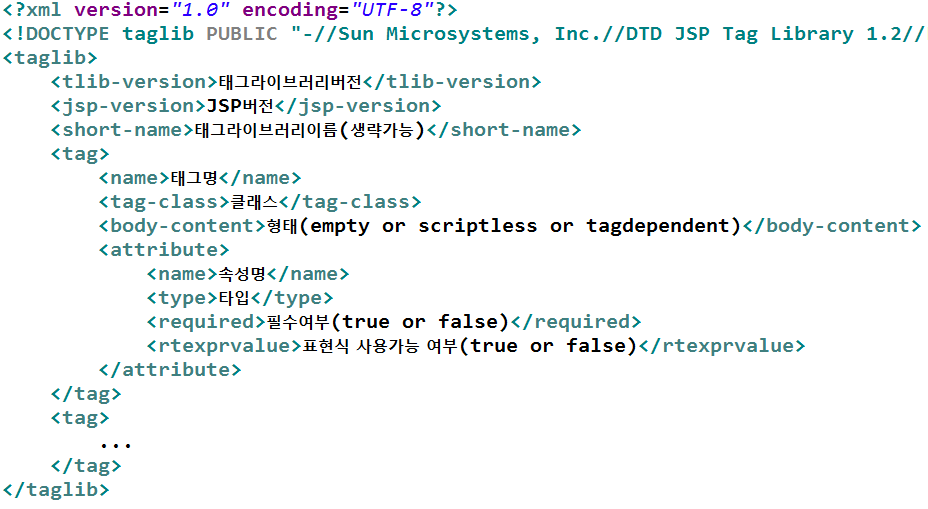 <?xml version="1.0" encoding="UTF-8"?>
<!DOCTYPE taglib PUBLIC "-//Sun Microsystems, Inc.//DTD JSP Tag Library 1.2//
<taglib>
<tlib-version>태그라이브러리버전</tlib-version>
<jsp-version>JSP버전</jsp-version>
<short-name>태그라이브러리이름(생략가능)</short-name>
<tag>
<name>태그명</name>
<tag-class>클래스</tag-class>
<body-content>형태(empty or scriptless or tagdependent)</body-content>
<attribute>
<name>속성명</name>
<type>타입</type>
<required>필수여부(true or false)</required>
<rtexprvalue>표현식 사용가능 여부(true or false)</rtexprvalue>
</attribute>
</tag>
<tag>
...
</tag>
</taglib>